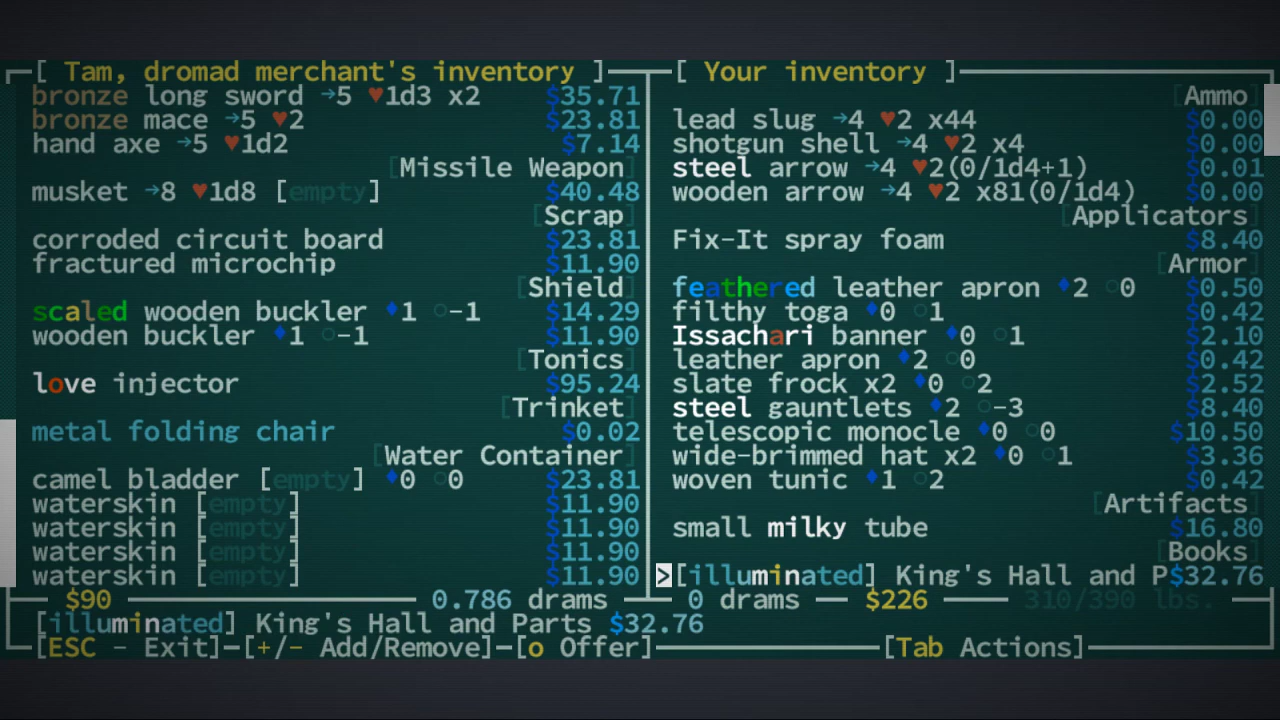 [ Tam, dromad merchant's inventory ]
bronze long sword →5 ♥1d3 x2 $35.71
bronze mace →5 ♥2 $23.81
hand axe →5 ♥1d2 $7.14
[Missile Weapon]
musket →8 ♥1d8 [empty] $40.48
[Scrap]
corroded circuit board $23.81
fractured microchip $11.90
[Shield]
scaled wooden buckler ♦1 ○-1 $14.29
wooden buckler ♦1 ○-1 $11.90
[Tonics]
love injector $95.24
[Trinket]
metal folding chair $0.02
[Water Container]
camel bladder [empty] ♦0 ○0 $23.81
waterskin [empty] $11.90
waterskin [empty] $11.90
waterskin [empty] $11.90
waterskin [empty] $11.90
[ Your inventory ]
[Ammo]
lead slug →4 ♥2 x44 $0.00
shotgun shell →4 ♥2 x4 $0.00
steel arrow →4 ♥2(0/1d4+1) $0.01
wooden arrow →4 ♥2 x81(0/1d4) $0.00
[Applicators]
Fix-It spray foam $8.40
[Armor]
feathered leather apron ♦2 ○0 $0.50
filthy toga ♦0 ○1 $0.42
Issachari banner ♦0 ○1 $2.10
leather apron ♦2 ○0 $0.42
slate frock x2 ♦0 ○2 $2.52
steel gauntlets ♦2 ○-3 $8.40
telescopic monocle ♦0 ○0 $10.50
wide-brimmed hat x2 ♦0 ○1 $3.36
woven tunic ♦1 ○2 $0.42
[Artifacts]
small milky tube $16.80
[Books]
>[illuminated] King's Hall and P$32.76
$90 0.786 drams 0 drams $226 310/390 lbs.
[illuminated] King's Hall and Parts $32.76
[ESC - Exit]-[+/- Add/Remove]-[o Offer] [Tab Actions]